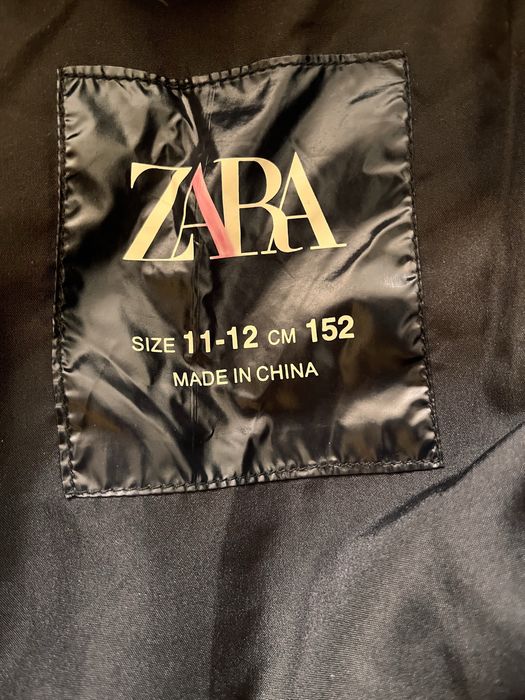 ZARA
SIZE 11-12 CM 152
MADE IN CHINA